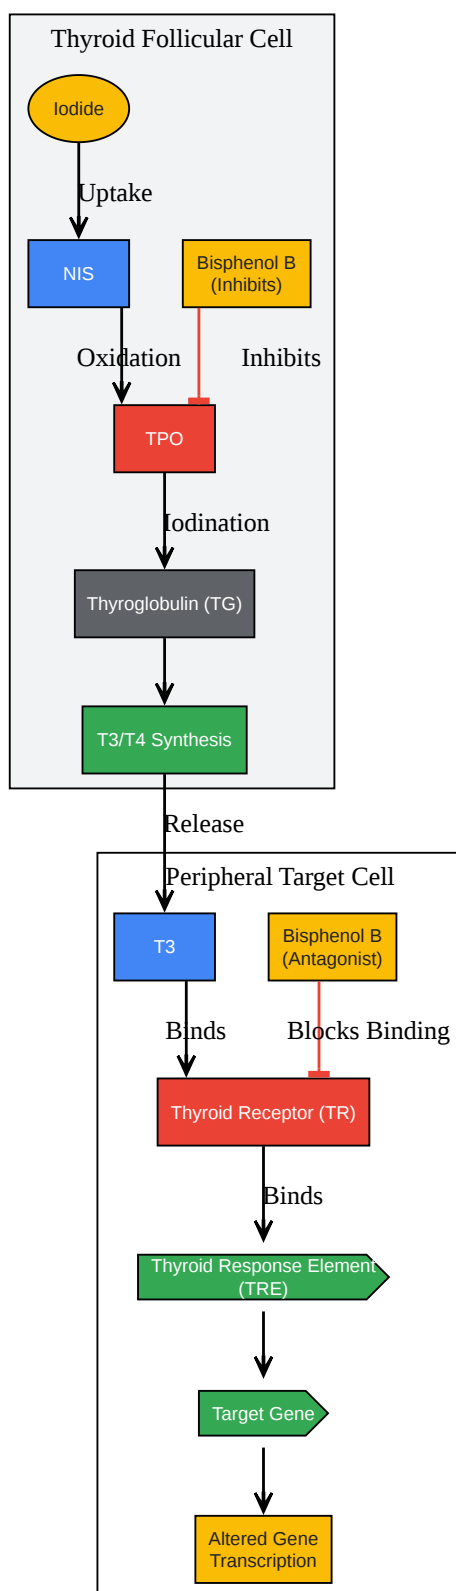 Thyroid Follicular Cell
Iodide
Uptake
NIS
Bisphenol B
(Inhibits)
Oxidation
Inhibits
TPO
Iodination
Thyroglobulin (TG)
T3/T4 Synthesis
Release
Peripheral Target Cell
T3
Bisphenol B
(Antagonist)
Binds
Blocks Binding
Thyroid Receptor (TR)
Binds
Thyroid Response Element
(TRE)
Target Gene
Altered Gene
Transcription